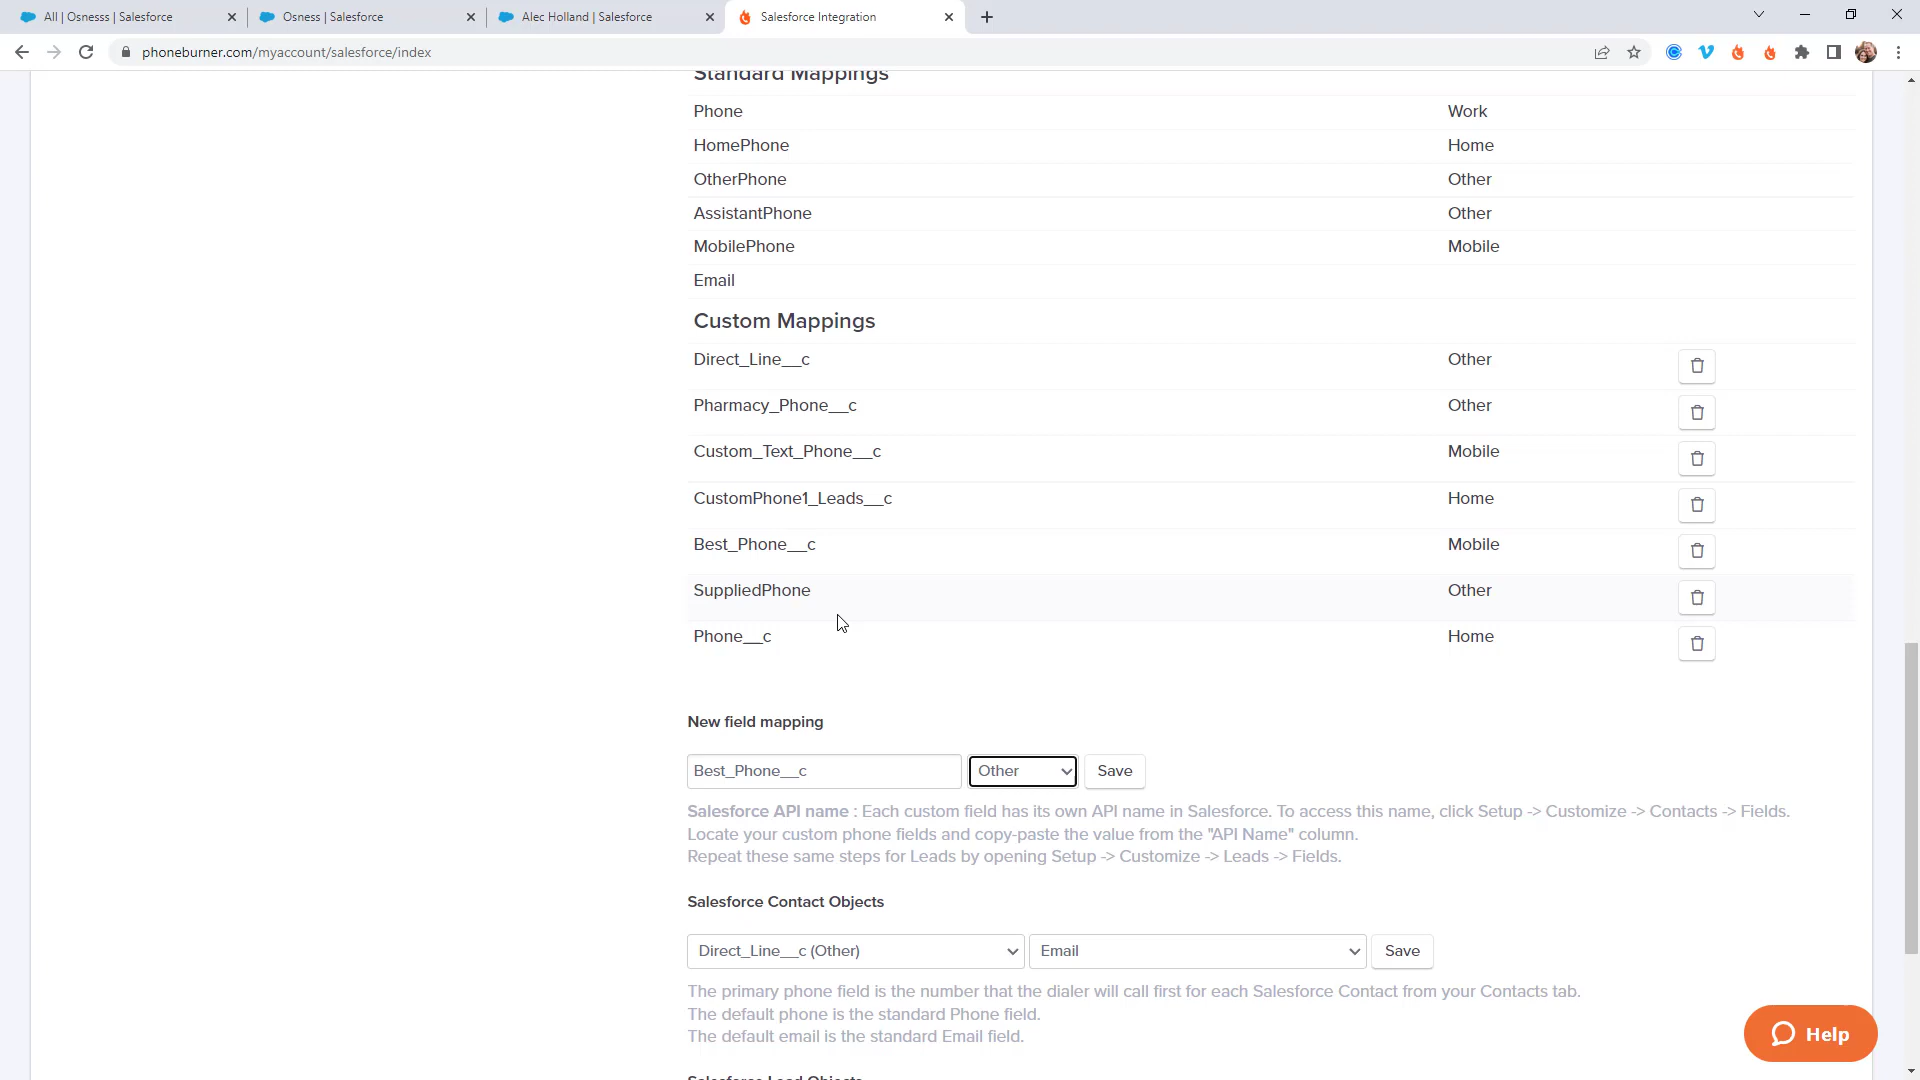 All | Osnesss | Salesforce
Osness | Salesforce
Alec Holland | Salesforce
Salesforce Integration
phoneburner.com/myaccount/salesforce/index
Standard Mappings
Phone Work
HomePhone Home
OtherPhone Other
AssistantPhone Other
MobilePhone Mobile
Email
Custom Mappings
Direct_Line__c Other
Pharmacy_Phone__c Other
Custom_Text_Phone__c Mobile
CustomPhone1_Leads__c Home
Best_Phone__c Mobile
SuppliedPhone Other
Phone__c Home
New field mapping
Best_Phone__c Other Save
Salesforce API name : Each custom field has its own API name in Salesforce. To access this name, click Setup -> Customize -> Contacts -> Fields.
Locate your custom phone fields and copy-paste the value from the "API Name" column.
Repeat these same steps for Leads by opening Setup -> Customize -> Leads -> Fields.
Salesforce Contact Objects
Direct_Line__c (Other) Email Save
The primary phone field is the number that the dialer will call first for each Salesforce Contact from your Contacts tab.
The default phone is the standard Phone field.
The default email is the standard Email field.
Help
Salesforce Lead Objects